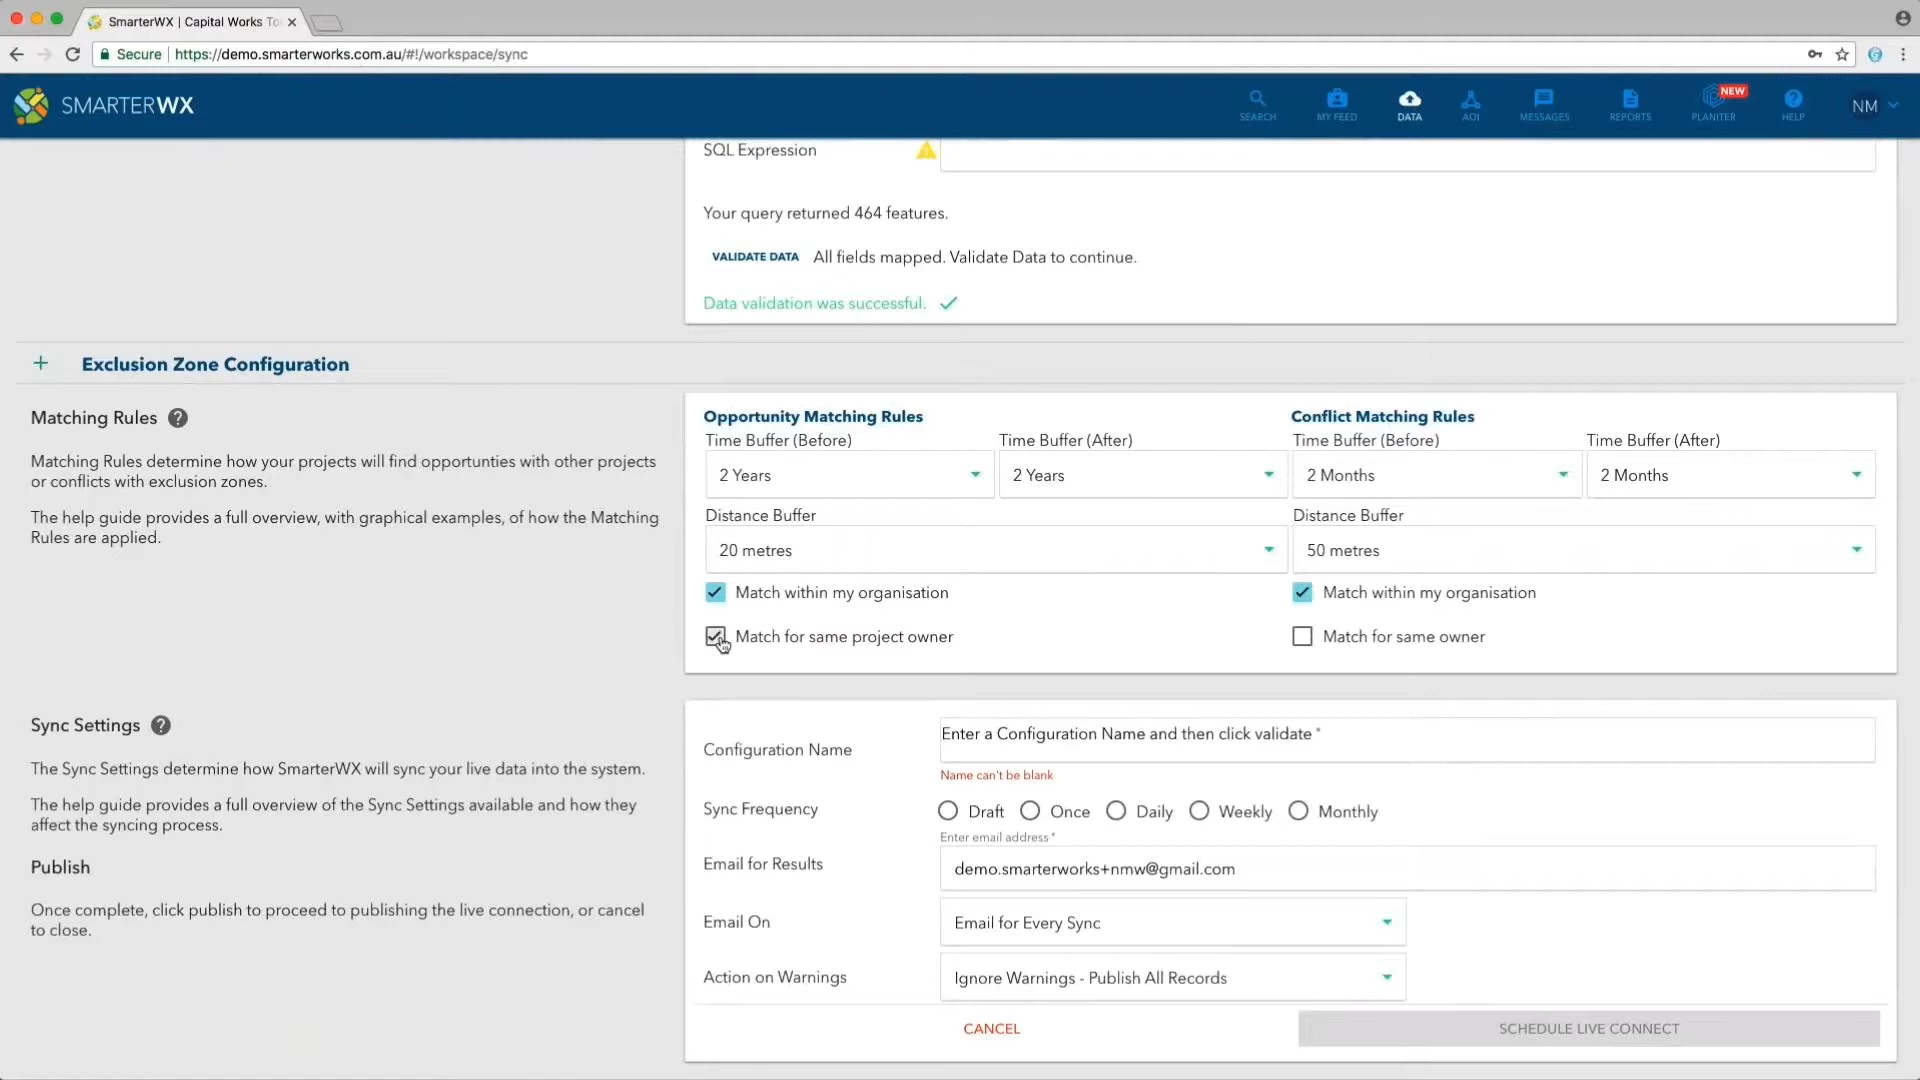 SmarterWX | Capital Works To
Secure
https://demo.smarterworks.com.au/#!/workspace/sync
SMARTERWX
SEARCH
MY FEED
DATA
AOI
MESSAGES
REPORTS
NEW
PLANITER
HELP
NM
SQL Expression
Your query returned 464 features.
VALIDATE DATA All fields mapped. Validate Data to continue.
Data validation was successful.
+ Exclusion Zone Configuration
Matching Rules ?
Matching Rules determine how your projects will find opportunties with other projects
or conflicts with exclusion zones.
The help guide provides a full overview, with graphical examples, of how the Matching
Rules are applied.
Opportunity Matching Rules
Time Buffer (Before)
Time Buffer (After)
2 Years
2 Years
Distance Buffer
20 metres
Match within my organisation
Match for same project owner
Conflict Matching Rules
Time Buffer (Before)
Time Buffer (After)
2 Months
2 Months
Distance Buffer
50 metres
Match within my organisation
Match for same owner
Sync Settings ?
The Sync Settings determine how SmarterWX will sync your live data into the system.
The help guide provides a full overview of the Sync Settings available and how they
affect the syncing process.
Publish
Once complete, click publish to proceed to publishing the live connection, or cancel
to close.
Configuration Name
Enter a Configuration Name and then click validate *
Name can't be blank
Sync Frequency
Draft
Once
Daily
Weekly
Monthly
Enter email address *
Email for Results
demo.smarterworks+nmw@gmail.com
Email On
Email for Every Sync
Action on Warnings
Ignore Warnings - Publish All Records
CANCEL
SCHEDULE LIVE CONNECT